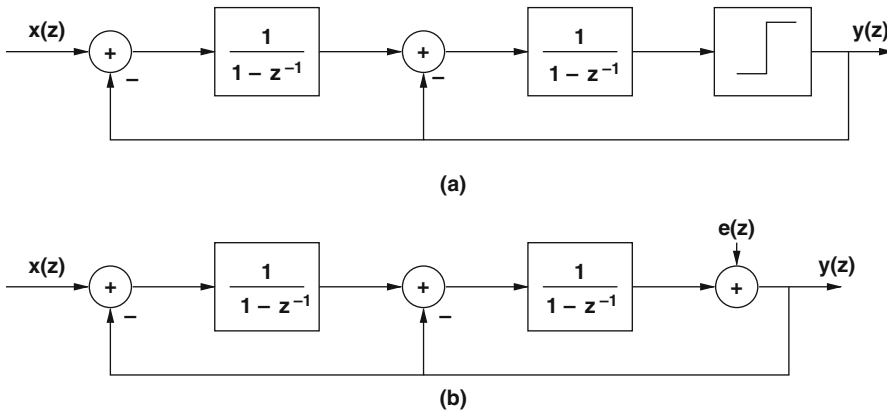 x(z)
+
−
1
1 − z⁻¹
+
−
1
1 − z⁻¹
y(z)
(a)
x(z)
+
−
1
1 − z⁻¹
+
−
1
1 − z⁻¹
e(z)
+
y(z)
(b)